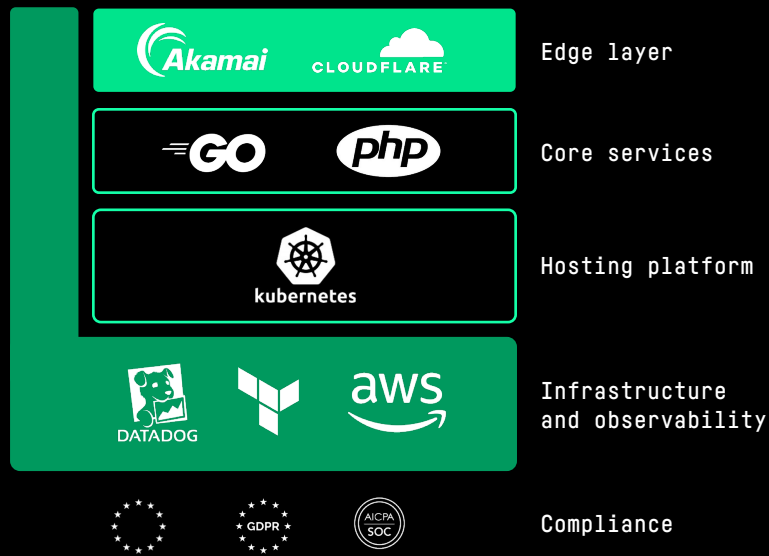 Akamai
CLOUDFLARE
Edge layer
GO
php
Core services
kubernetes
Hosting platform
DATADOG
aws
Infrastructure
and observability
GDPR
AICPA
SOC
Compliance